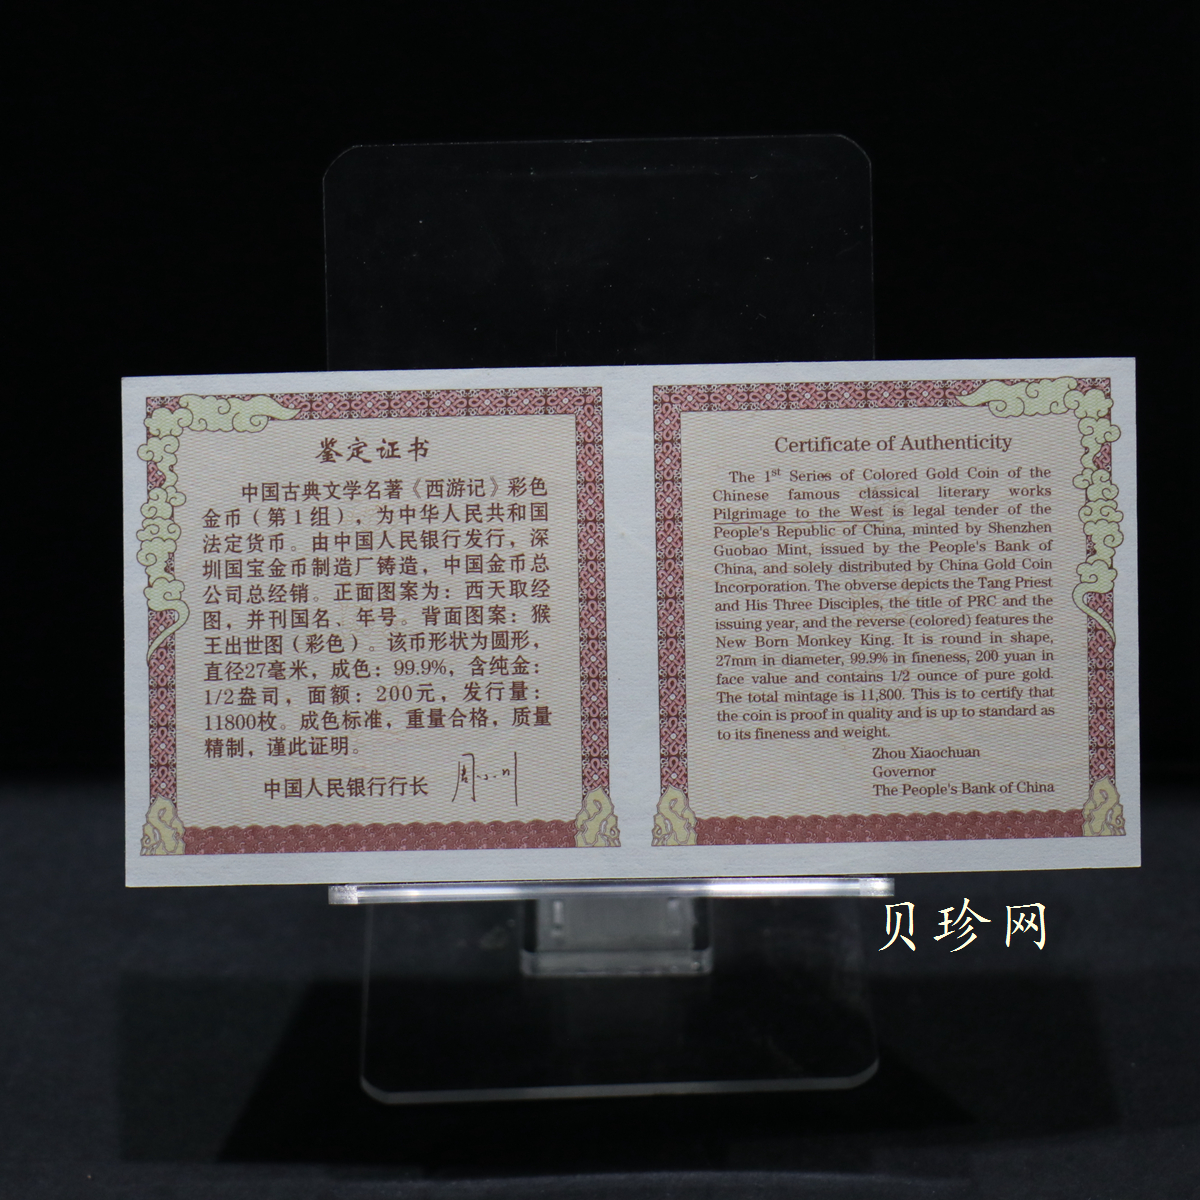 鉴定证书
中国古典文学名著《西游记》彩色
金币（第1组），为中华人民共和国
法定货币。由中国人民银行发行，深
圳国宝金币制造厂铸造，中国金币总
公司总经销。正面图案为：西天取经
图，并刊国名、年号。背面图案：猴
王出世图（彩色）。该币形状为圆形，
直径27毫米，成色：99.9%，含纯金：
1/2盎司，面额：200元，发行量：
11800枚。成色标准，重量合格，质量
精制，谨此证明。
中国人民银行行长 周小川
Certificate of Authenticity
The 1st Series of Colored Gold Coin of the
Chinese famous classical literary works
Pilgrimage to the West is legal tender of the
People's Republic of China, minted by Shenzhen
Guobao Mint, issued by the People's Bank of
China, and solely distributed by China Gold Coin
Incorporation. The obverse depicts the Tang Priest
and His Three Disciples, the title of PRC and the
issuing year, and the reverse (colored) features the
New Born Monkey King. It is round in shape,
27mm in diameter, 99.9% in fineness, 200 yuan in
face value and contains 1/2 ounce of pure gold.
The total mintage is 11,800. This is to certify that
the coin is proof in quality and is up to standard as
to its fineness and weight.
Zhou Xiaochuan
Governor
The People's Bank of China
贝珍网